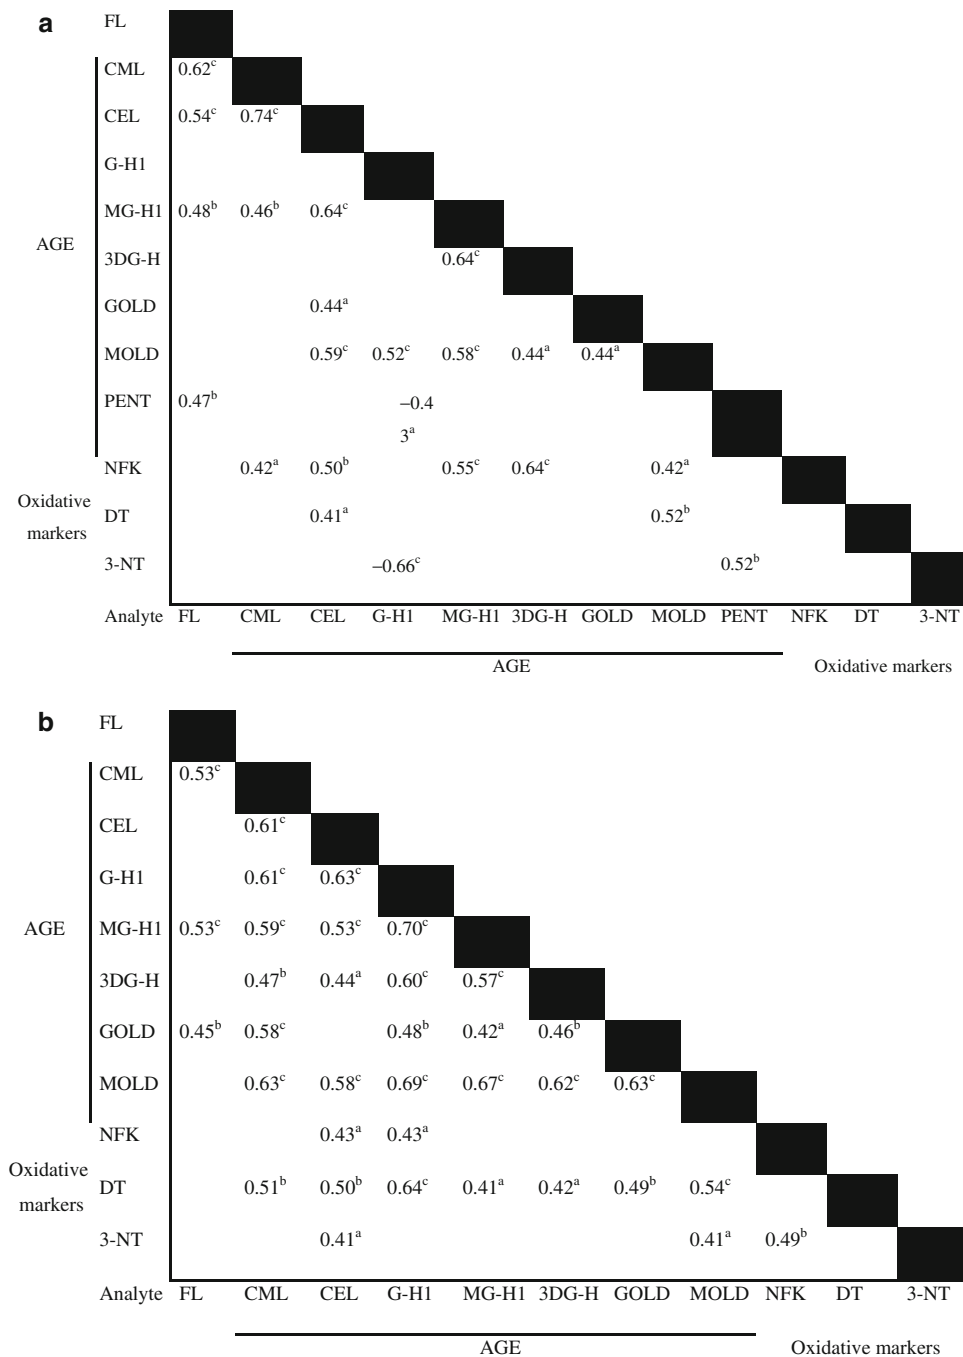 a
FL
CML 0.62c
CEL 0.54c 0.74c
G-H1
MG-H1 0.48b 0.46b 0.64c
AGE
3DG-H 0.64c
GOLD 0.44a
MOLD 0.59c 0.52c 0.58c 0.44a 0.44a
PENT 0.47b −0.4
3a
NFK 0.42a 0.50b 0.55c 0.64c 0.42a
Oxidative
markers
DT 0.41a 0.52b
3-NT −0.66c 0.52b
Analyte FL CML CEL G-H1 MG-H1 3DG-H GOLD MOLD PENT NFK DT 3-NT
AGE Oxidative markers
b
FL
CML 0.53c
CEL 0.61c
G-H1 0.61c 0.63c
AGE
MG-H1 0.53c 0.59c 0.53c 0.70c
3DG-H 0.47b 0.44a 0.60c 0.57c
GOLD 0.45b 0.58c 0.48b 0.42a 0.46b
MOLD 0.63c 0.58c 0.69c 0.67c 0.62c 0.63c
NFK 0.43a 0.43a
Oxidative
markers
DT 0.51b 0.50b 0.64c 0.41a 0.42a 0.49b 0.54c
3-NT 0.41a 0.41a 0.49b
Analyte FL CML CEL G-H1 MG-H1 3DG-H GOLD MOLD NFK DT 3-NT
AGE Oxidative markers